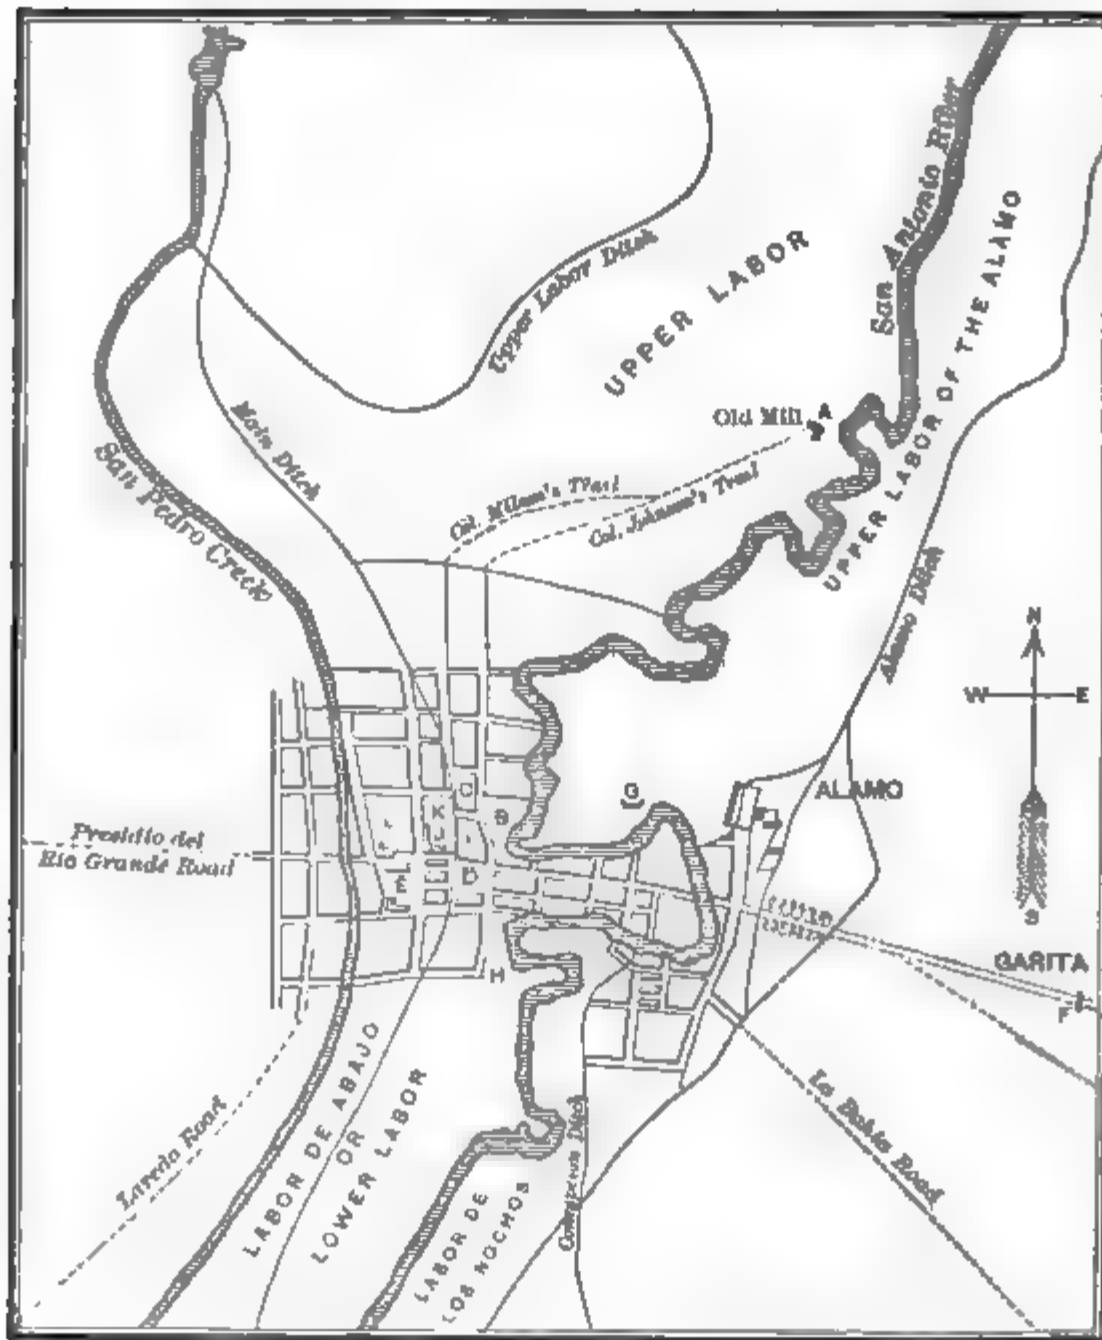 San Antonio River
UPPER LABOR OF THE ALAMO
Upper Labor Ditch
UPPER LABOR
Main Ditch
San Pedro Creek
Old Mill
A
Col. Milam's Trail
Col. Johnson's Trail
Alamo Ditch
N
W
E
S
ALAMO
G
C
B
K
J
I
E
D
H
Presidio del
Rio Grande Road
GARITA
F
LABOR DE ABAJO
OR
LOWER LABOR
Laredo Road
LABOR DE
LOS NOCHOS
Concepcion Ditch
La Bahia Road